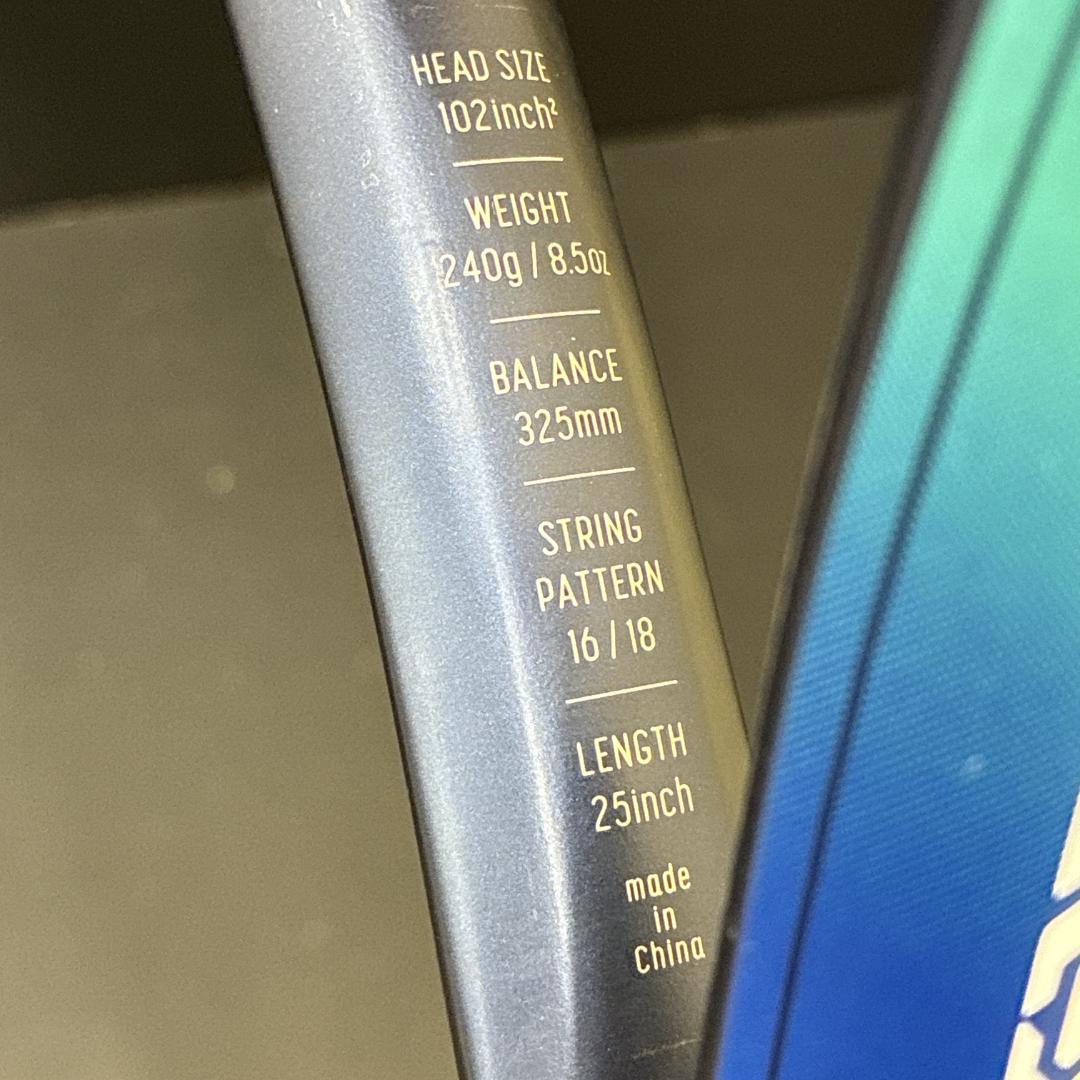 HEAD SIZE
102inch²
WEIGHT
240g / 8.5oz
BALANCE
325mm
STRING
PATTERN
16 / 18
LENGTH
25inch
made
in
China